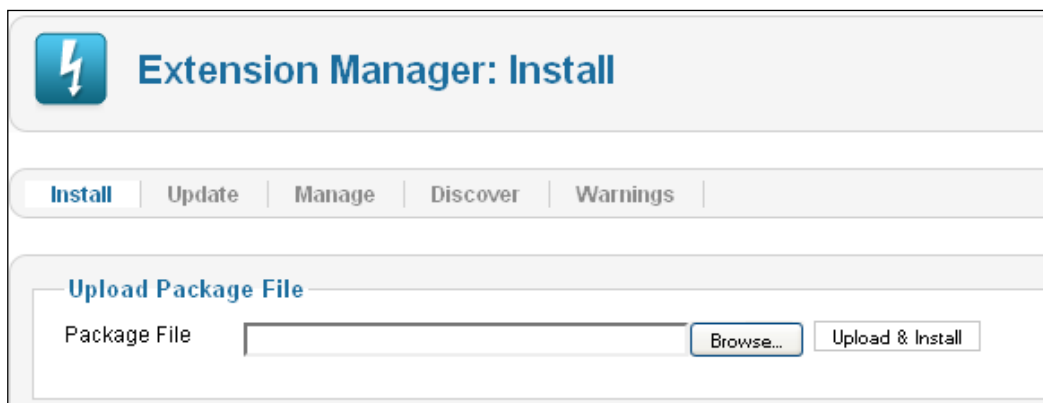 Extension Manager: Install
Install Update Manage Discover Warnings
Upload Package File
Package File Browse... Upload & Install